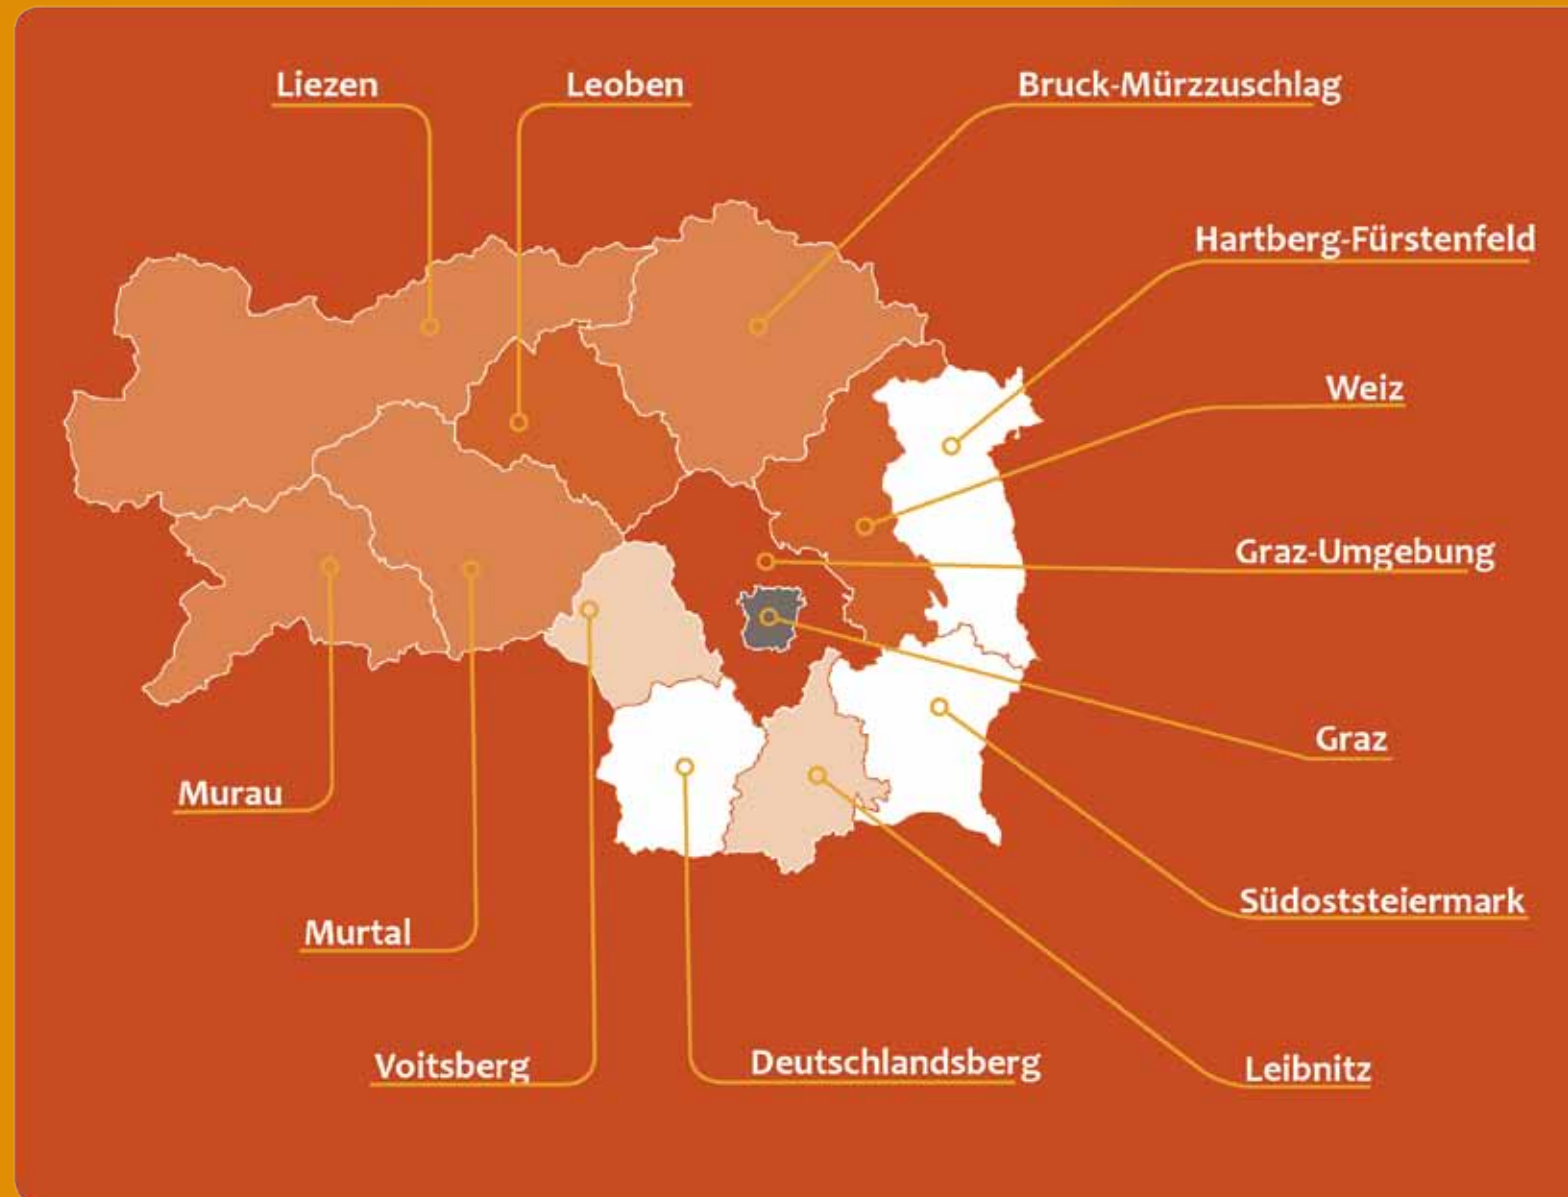 Liezen
Leoben
Bruck-Mürzzuschlag
Hartberg-Fürstenfeld
Weiz
Graz-Umgebung
Graz
Murau
Südoststeiermark
Murtal
Voitsberg
Deutschlandsberg
Leibnitz